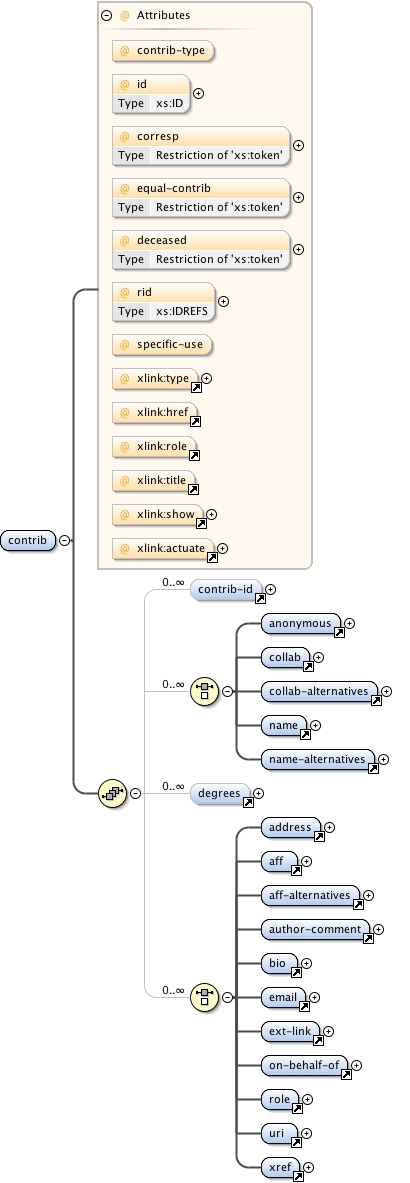 @ Attributes
@ contrib-type
@ id
Type xs:ID
@ corresp
Type Restriction of 'xs:token'
@ equal-contrib
Type Restriction of 'xs:token'
@ deceased
Type Restriction of 'xs:token'
@ rid
Type xs:IDREFS
@ specific-use
@ xlink:type
@ xlink:href
@ xlink:role
@ xlink:title
@ xlink:show
@ xlink:actuate
contrib
0..∞
contrib-id
anonymous
collab
0..∞
collab-alternatives
name
name-alternatives
0..∞
degrees
address
aff
aff-alternatives
author-comment
bio
0..∞
email
ext-link
on-behalf-of
role
uri
xref